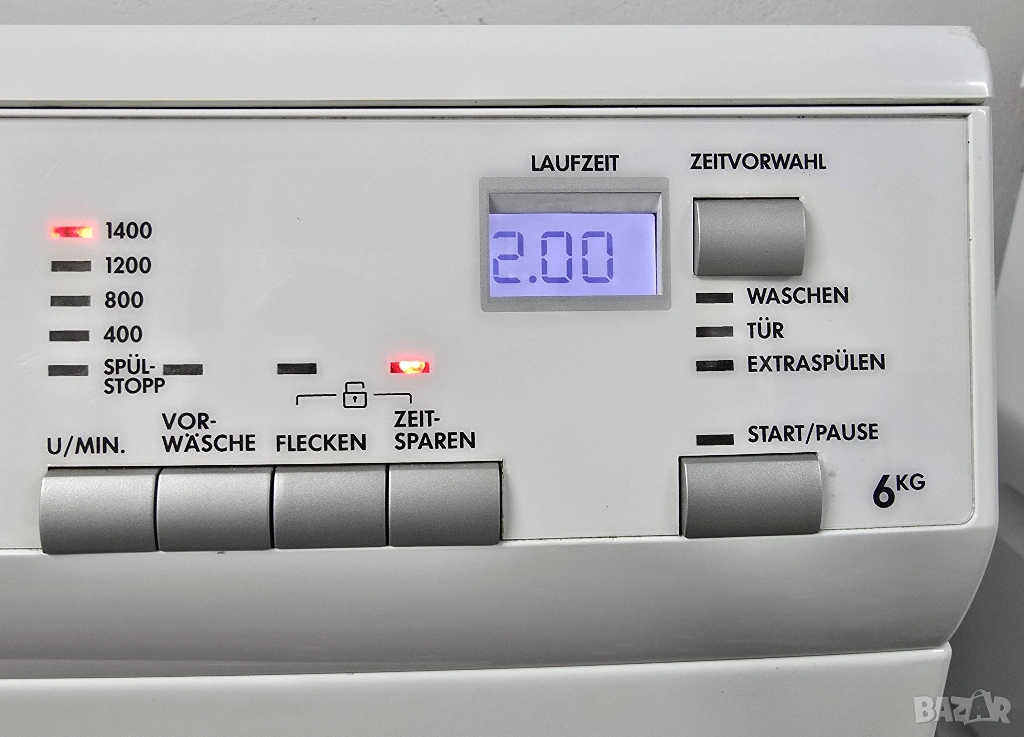 LAUFZEIT
ZEITVORWAHL
1400
1200
800
400
SPÜL-
STOPP
2.00
WASCHEN
TÜR
EXTRASPÜLEN
U/MIN.
VOR-
WÄSCHE
FLECKEN
ZEIT-
SPAREN
START/PAUSE
6KG
BAZAR